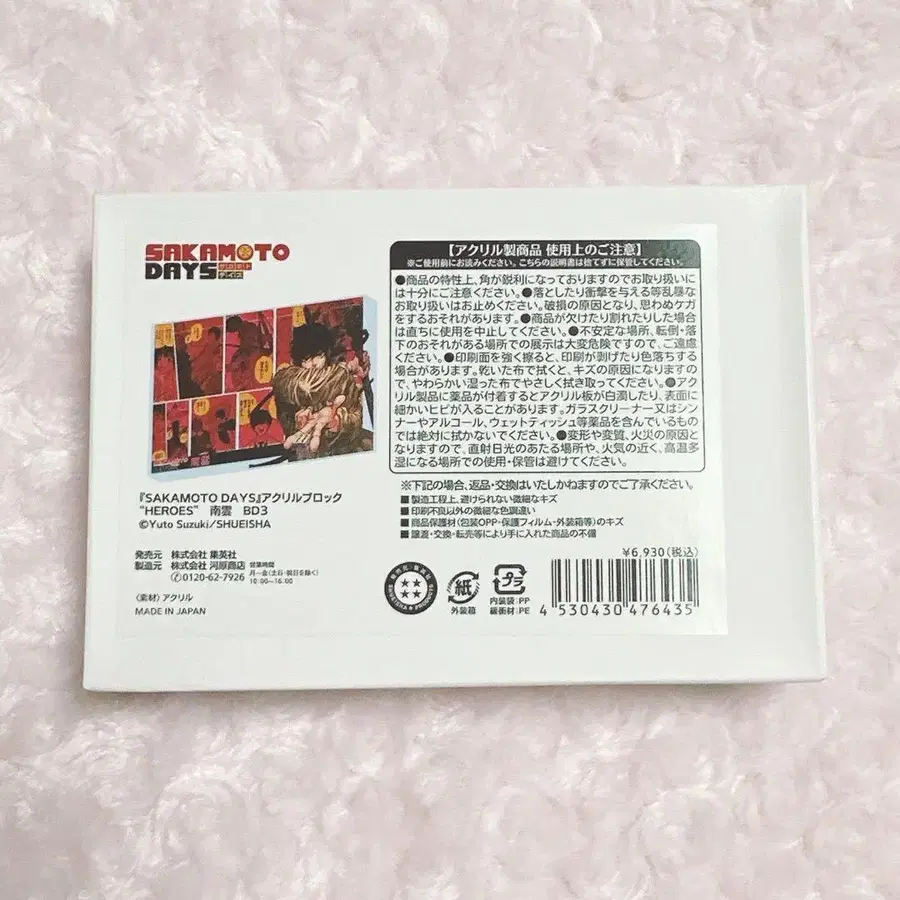 SAKAMOTO
DAYS サカモト
デイズ
『SAKAMOTO DAYS』アクリルブロック
“HEROES” 南雲 BD3
©Yuto Suzuki/SHUEISHA
発売元 株式会社 集英社
製造元 株式会社 河原商店
0120-62-7926
営業時間
月~金(土・祝日を除く)
10:00~16:00
〈素材〉アクリル
MADE IN JAPAN
【アクリル製商品 使用上のご注意】
※ご使用前にお読みください。こちらの説明書は捨てずに保管してください。
●商品の特性上、角が鋭利になっておりますのでお取り扱いに
は十分にご注意ください。●落としたり衝撃を与える等乱暴な
お取り扱いはお止めください。破損の原因となり、思わぬケガ
をするおそれがあります。●商品が欠けたり割れたりした場合
は直ちに使用を中止してください。●不安定な場所、転倒・落
下のおそれがある場所での展示は大変危険ですので、ご遠慮
ください。●印刷面を強く擦ると、印刷が剥げたり色落ちする
場合があります。乾いた布で拭くと、キズの原因になりますの
で、やわらかい湿った布でやさしく拭き取ってください。●アク
リル製品に薬品が付着するとアクリル板が白濁したり、表面に
細かいヒビが入ることがあります。ガラスクリーナー又はシン
ナーやアルコール、ウェットティッシュ等薬品を含んでいるもの
では絶対に拭かないでください。●変形や変質、火災の原因と
なりますので、直射日光のあたる場所や、火気の近く、高温多
湿になる場所での使用・保管は避けてください。
※下記の場合、返品・交換はいたしかねますのでご了承ください。
■製造工程上、避けられない微細なキズ
■印刷不良以外の微細な色調違い
■商品保護材(包装OPP・保護フィルム・外装箱等)のキズ
■譲渡・交換・転売等により手に入れた商品の不備
¥6,930(税込)
紙
外装箱
プラ
内装袋:PP
緩衝材:PE
4 530430 476435